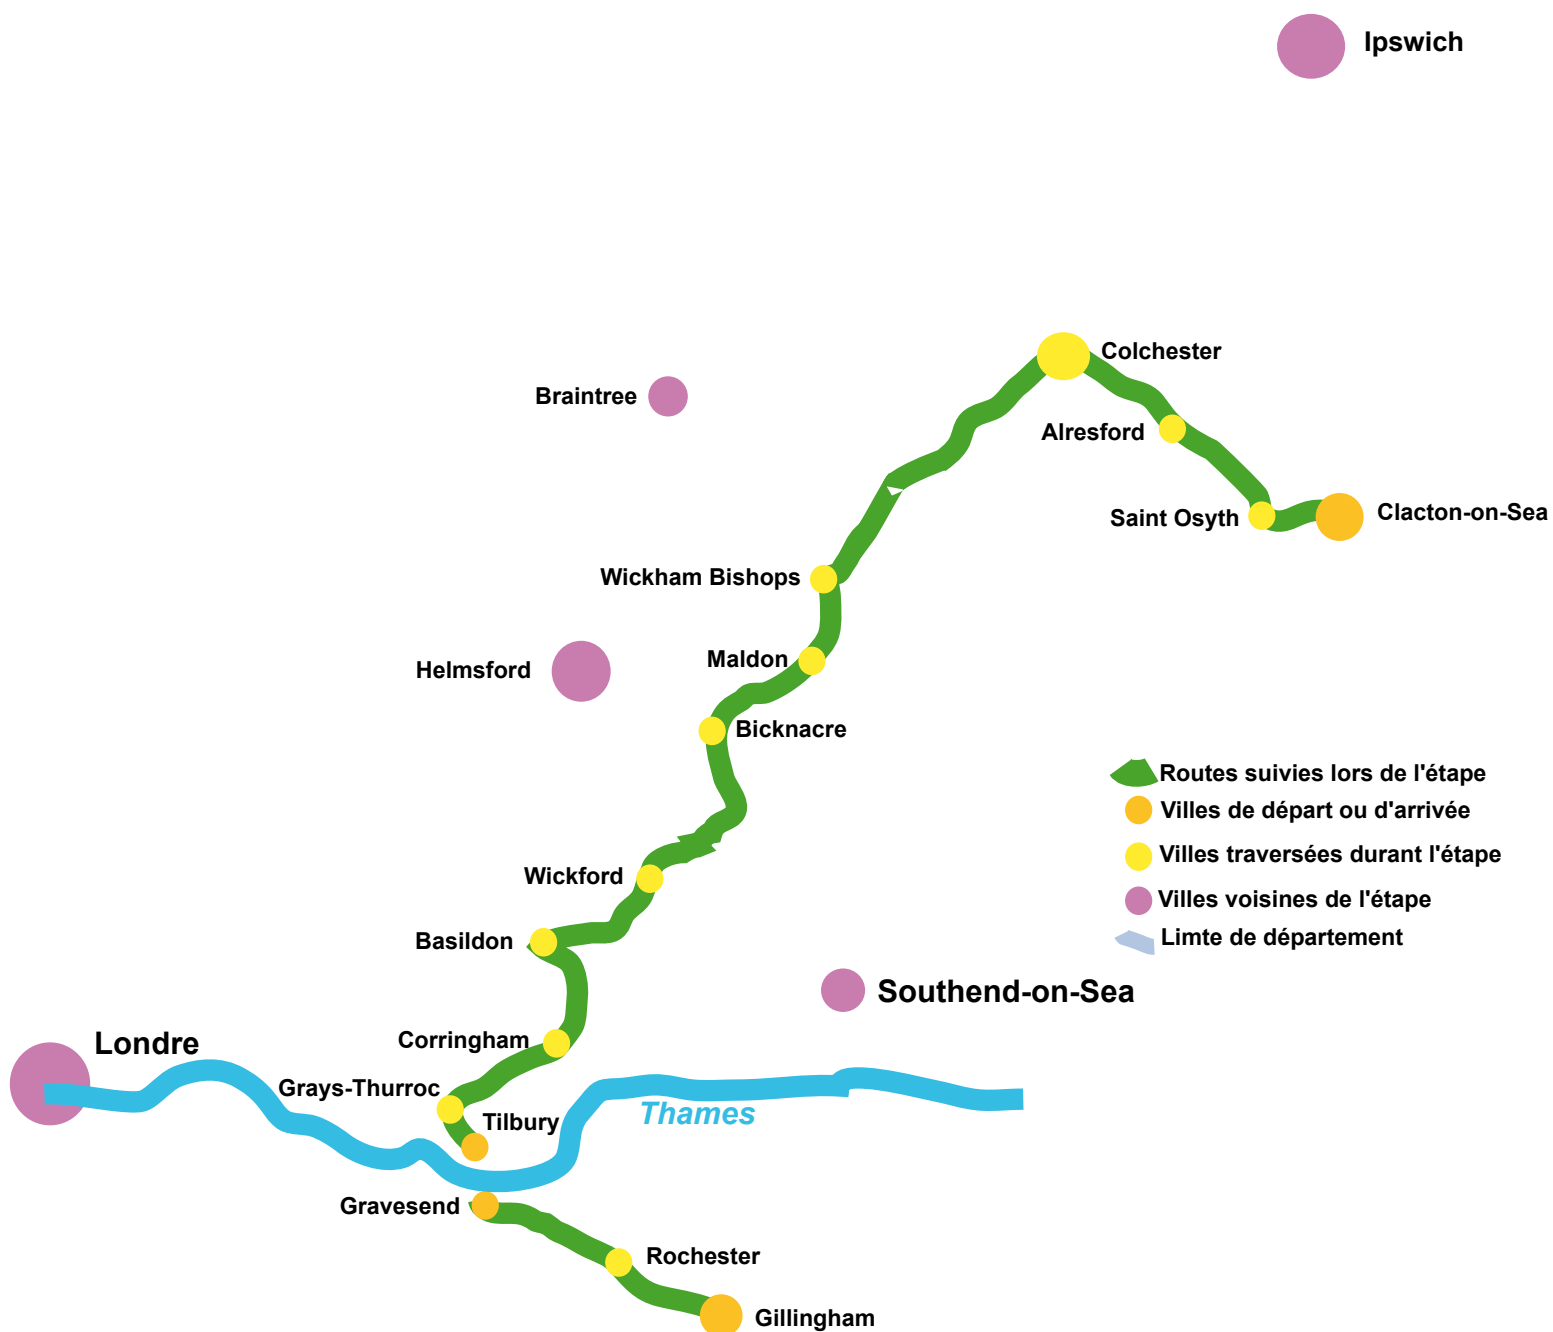 Ipswich
Colchester
Braintree
Alresford
Saint Osyth
Clacton-on-Sea
Wickham Bishops
Maldon
Helmsford
Bicknacre
Routes suivies lors de l'étape
Villes de départ ou d'arrivée
Villes traversées durant l'étape
Villes voisines de l'étape
Limte de département
Wickford
Basildon
Southend-on-Sea
Corringham
Londre
Grays-Thurroc
Thames
Tilbury
Gravesend
Rochester
Gillingham